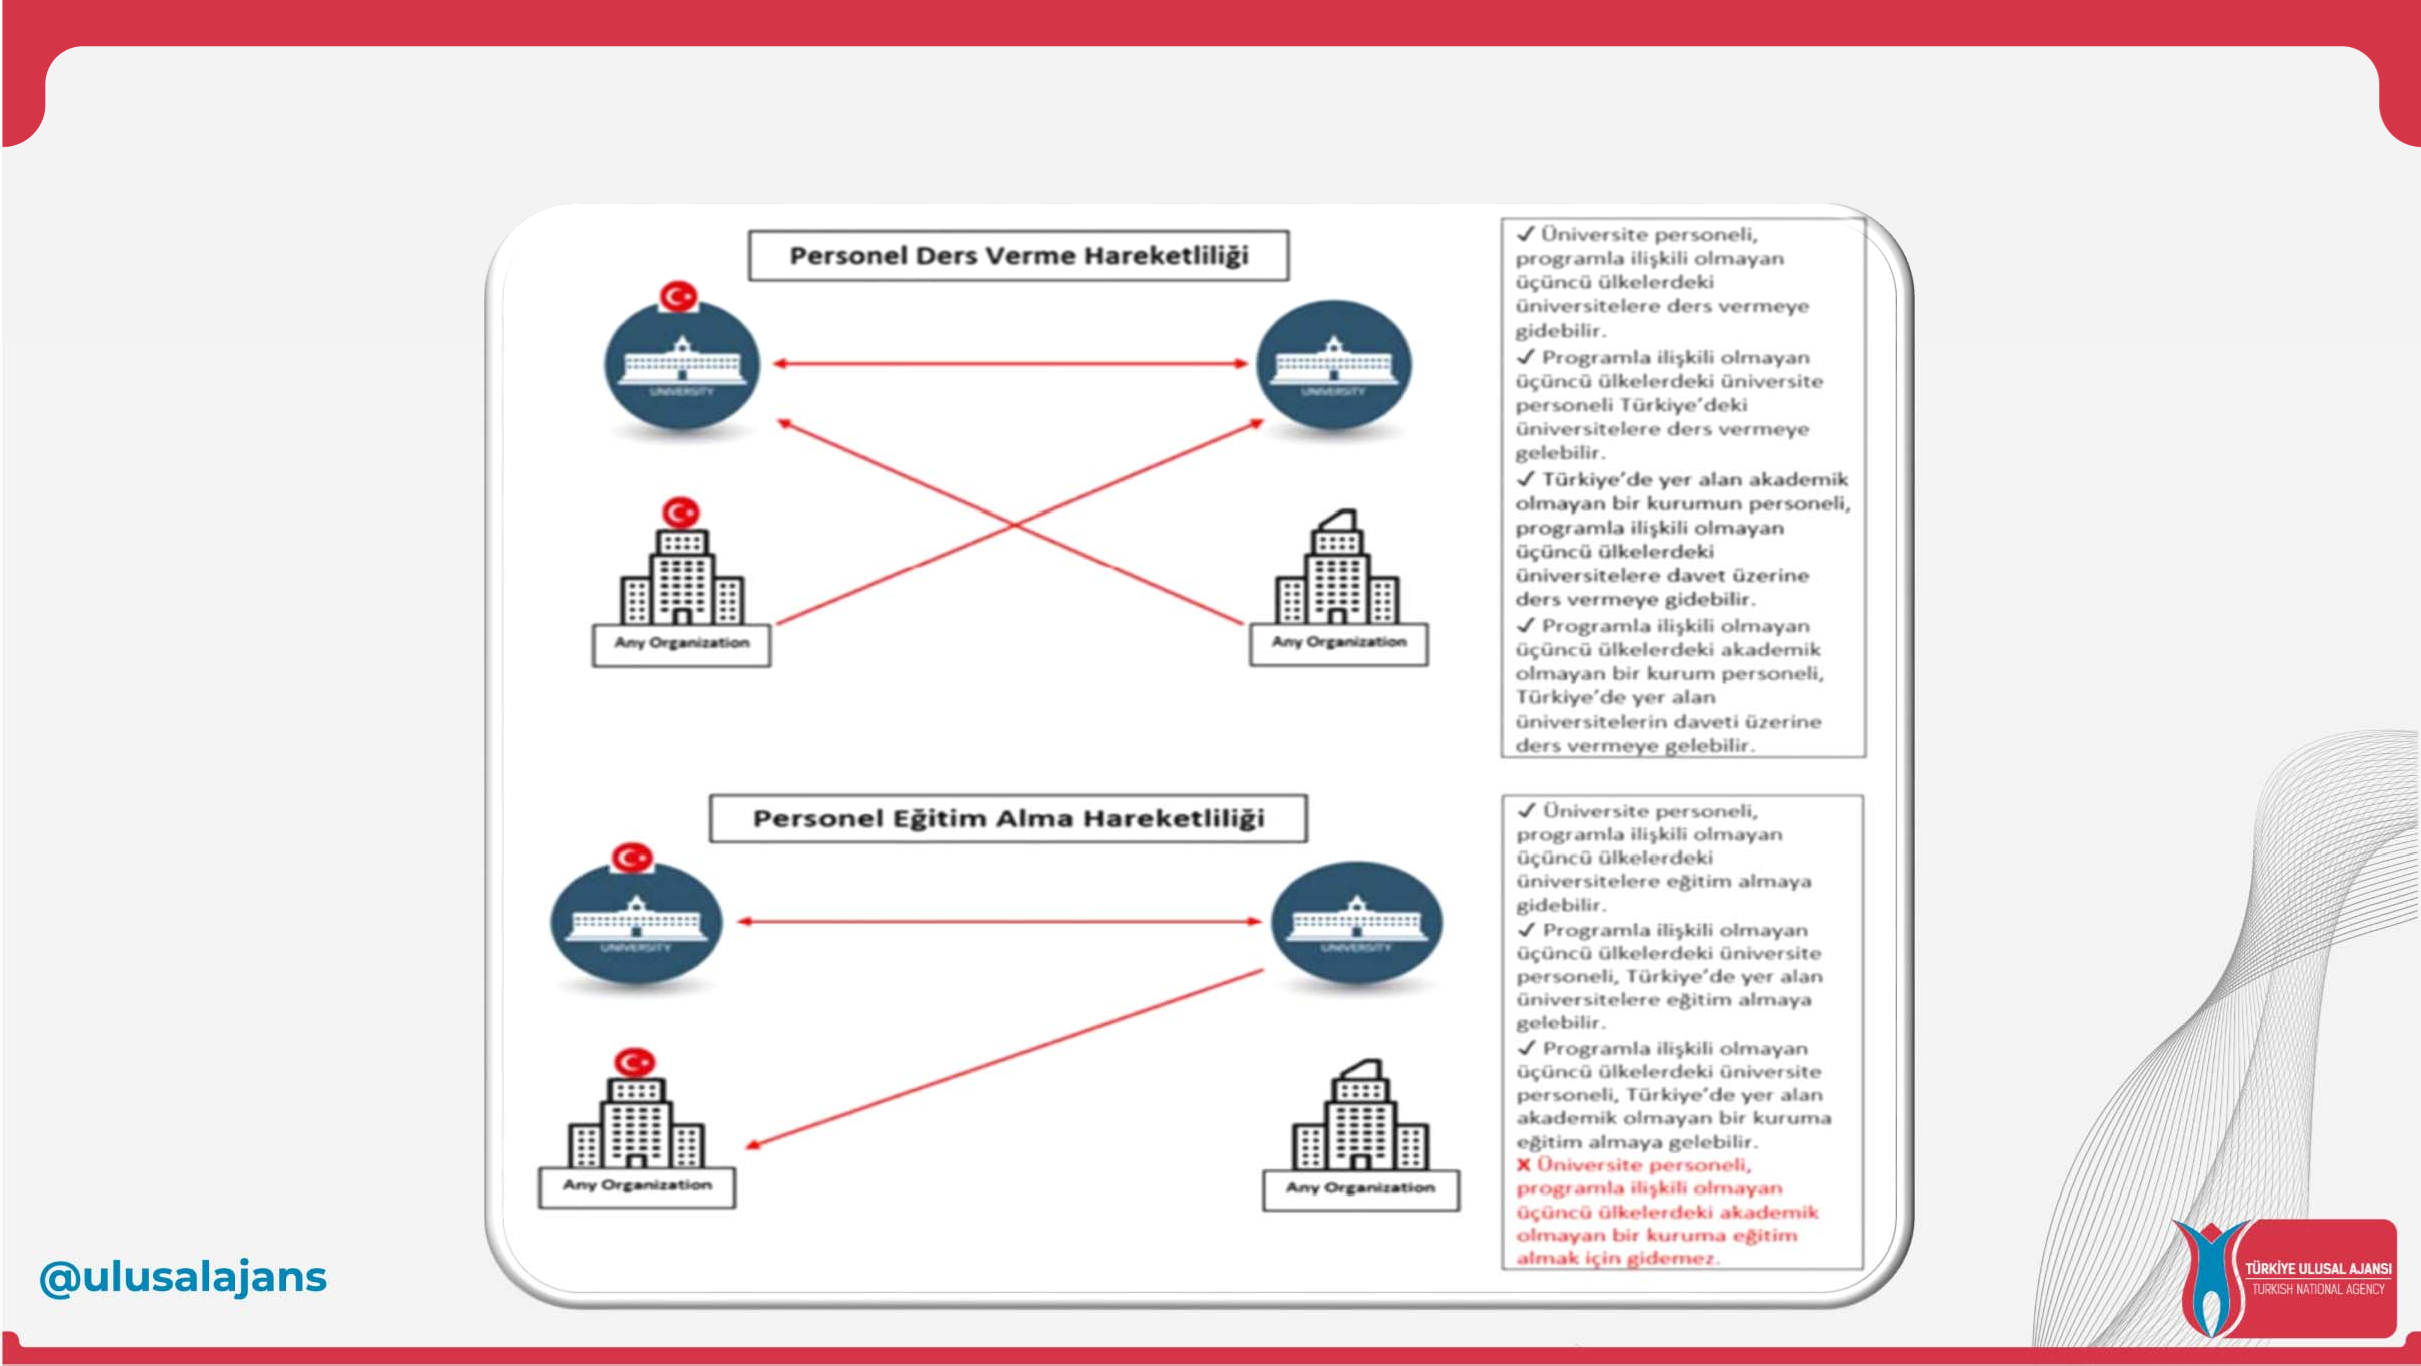 Personel Ders Verme Hareketliliği
UNIVERSITY
UNIVERSITY
Any Organization
Any Organization
✓ Üniversite personeli,
programla ilişkili olmayan
üçüncü ülkelerdeki
üniversitelere ders vermeye
gidebilir.
✓ Programla ilişkili olmayan
üçüncü ülkelerdeki üniversite
personeli Türkiye'deki
üniversitelere ders vermeye
gelebilir.
✓ Türkiye'de yer alan akademik
olmayan bir kurumun personeli,
programla ilişkili olmayan
üçüncü ülkelerdeki
üniversitelere davet üzerine
ders vermeye gidebilir.
✓ Programla ilişkili olmayan
üçüncü ülkelerdeki akademik
olmayan bir kurum personeli,
Türkiye'de yer alan
üniversitelerin daveti üzerine
ders vermeye gelebilir.
Personel Eğitim Alma Hareketliliği
UNIVERSITY
UNIVERSITY
Any Organization
Any Organization
✓ Üniversite personeli,
programla ilişkili olmayan
üçüncü ülkelerdeki
üniversitelere eğitim almaya
gidebilir.
✓ Programla ilişkili olmayan
üçüncü ülkelerdeki üniversite
personeli, Türkiye'de yer alan
üniversitelere eğitim almaya
gelebilir.
✓ Programla ilişkili olmayan
üçüncü ülkelerdeki üniversite
personeli, Türkiye'de yer alan
akademik olmayan bir kuruma
eğitim almaya gelebilir.
X Üniversite personeli,
programla ilişkili olmayan
üçüncü ülkelerdeki akademik
olmayan bir kuruma eğitim
almak için gidemez.
@ulusalajans
TÜRKİYE ULUSAL AJANSI
TURKISH NATIONAL AGENCY